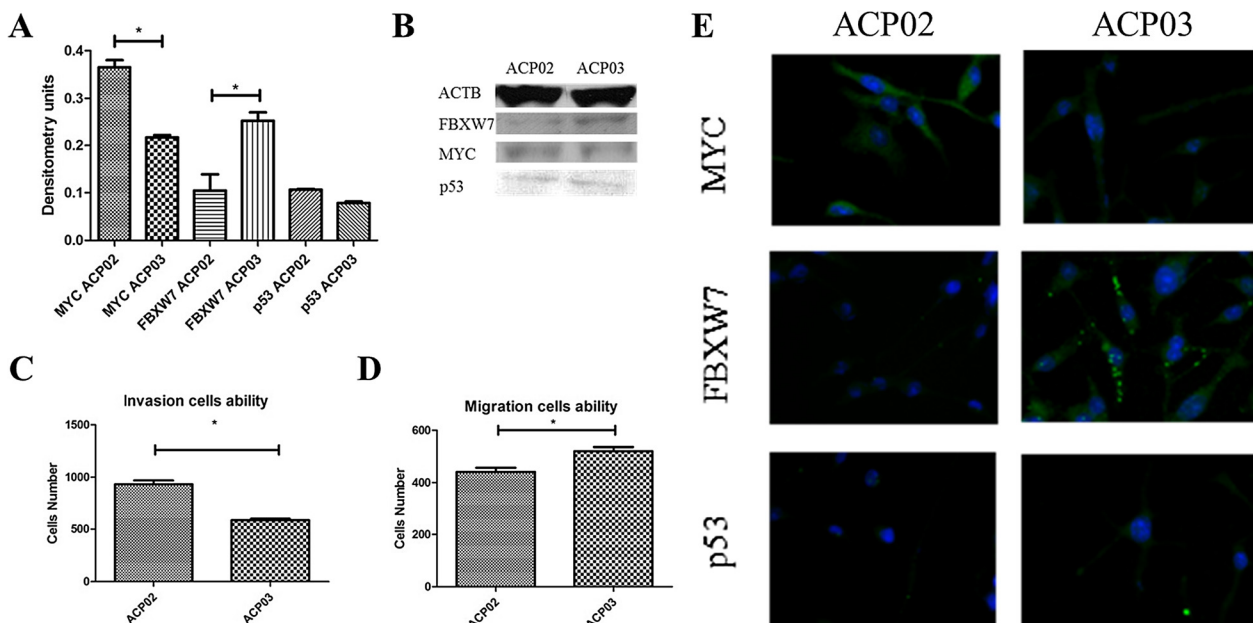 A
*
*
Densitometry units
0.4
0.3
0.2
0.1
0.0
MYC ACP02
MYC ACP03
FBXW7 ACP02
FBXW7 ACP03
p53 ACP02
p53 ACP03
B
ACP02 ACP03
ACTB
FBXW7
MYC
p53
C
Invasion cells ability
*
Cells Number
1500
1000
500
0
ACP02
ACP03
D
Migration cells ability
*
Cells Number
600
400
200
0
ACP02
ACP03
E
ACP02 ACP03
MYC
FBXW7
p53